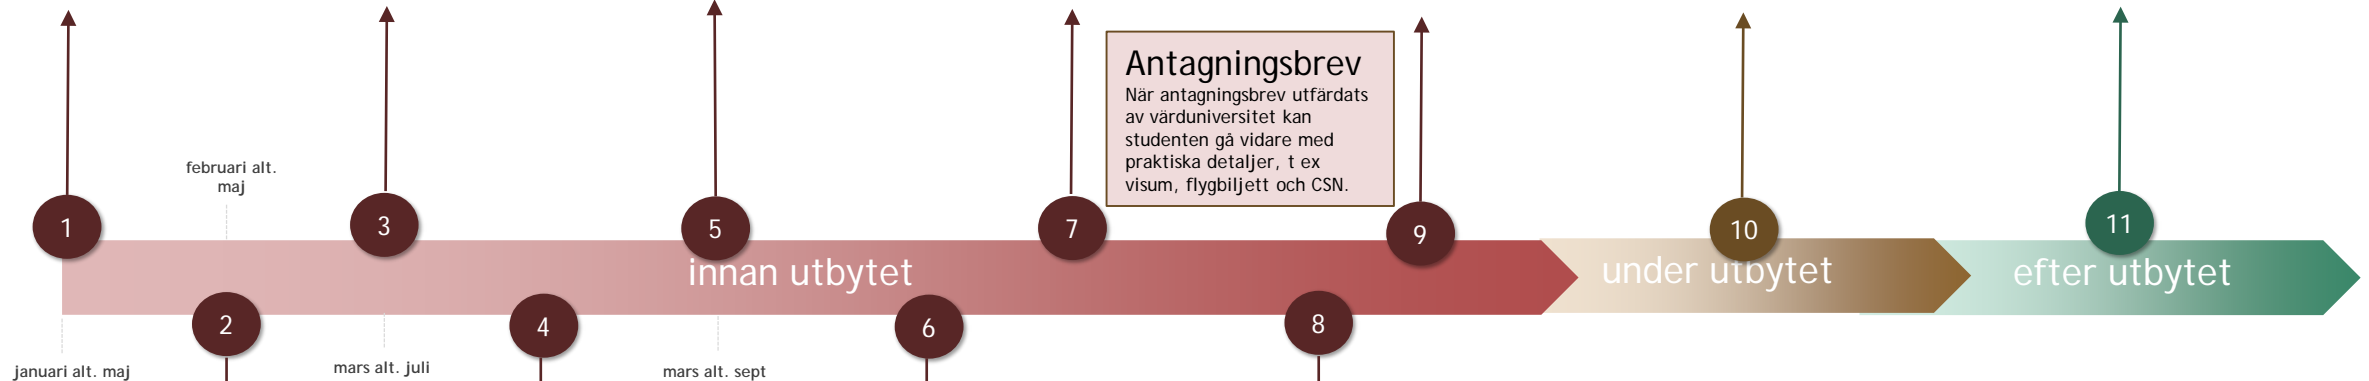 Antagningsbrev
När antagningsbrev utfärdats
av värduniversitet kan
studenten gå vidare med
praktiska detaljer, t ex
visum, flygbiljett och CSN.
februari alt.
maj
1
3
5
7
9
10
11
innan utbytet
under utbytet
efter utbytet
2
4
6
8
januari alt. maj
mars alt. juli
mars alt. sept